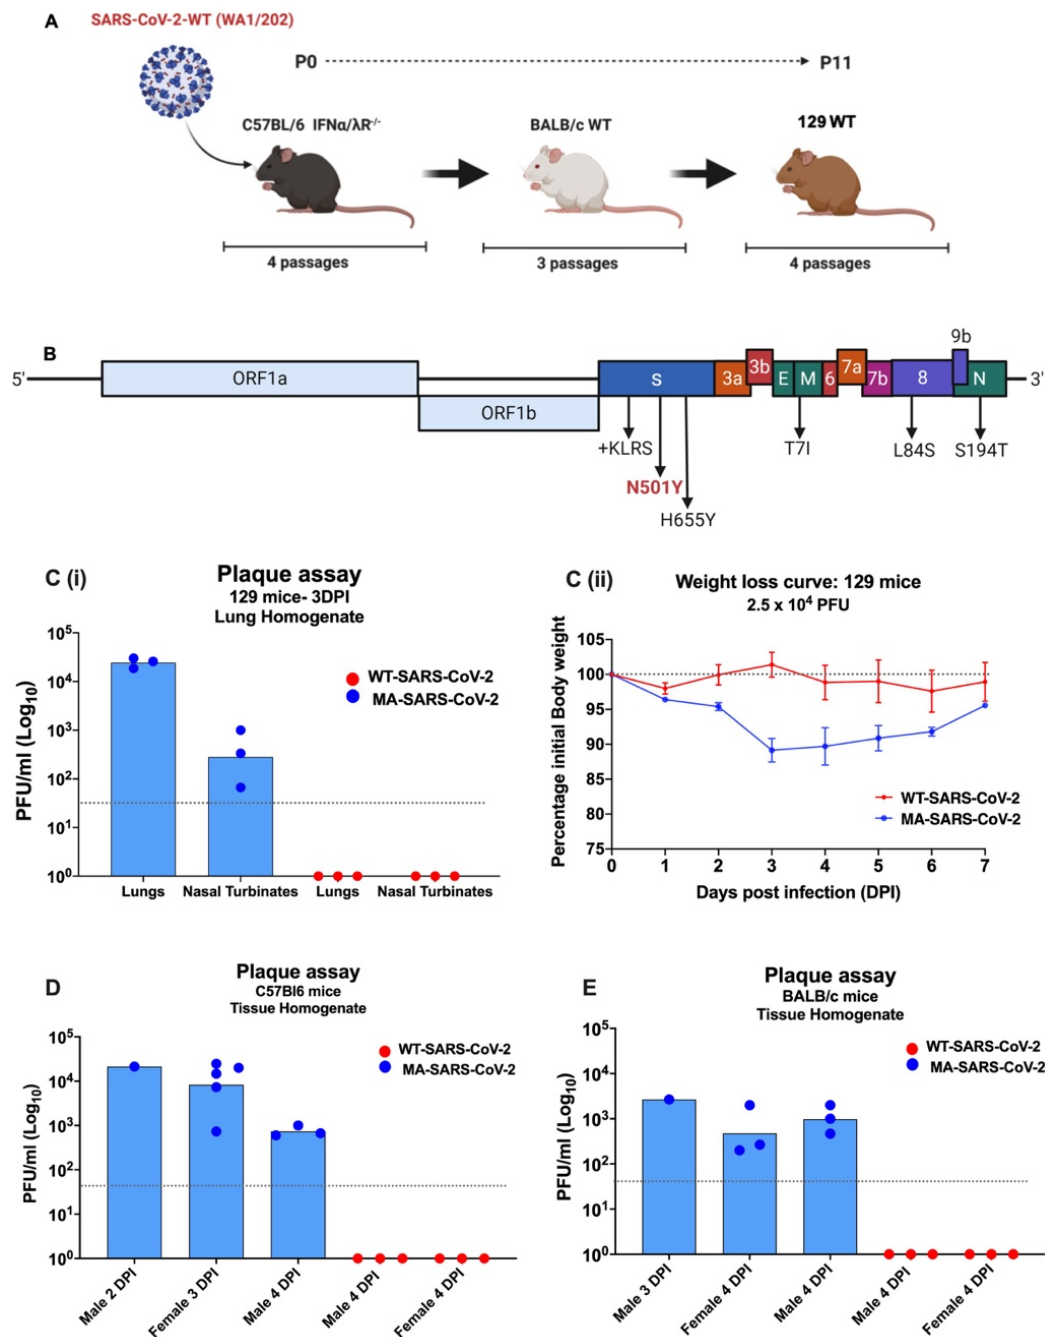 A
SARS-CoV-2-WT (WA1/202)
P0
P11
C57BL/6 IFNα/λR-/-
BALB/c WT
129 WT
4 passages
3 passages
4 passages
B
5'
ORF1a
ORF1b
S
3a
3b
E
M
6
7a
7b
8
9b
N
3'
+KLRS
N501Y
H655Y
T7I
L84S
S194T
C (i)
Plaque assay
129 mice- 3DPI
Lung Homogenate
PFU/ml (Log10)
10^5
10^4
10^3
10^2
10^1
10^0
WT-SARS-CoV-2
MA-SARS-CoV-2
Lungs
Nasal Turbinates
Lungs
Nasal Turbinates
C (ii)
Weight loss curve: 129 mice
2.5 x 10^4 PFU
Percentage initial Body weight
105
100
95
90
85
80
75
WT-SARS-CoV-2
MA-SARS-CoV-2
0 1 2 3 4 5 6 7
Days post infection (DPI)
D
Plaque assay
C57Bl6 mice
Tissue Homogenate
PFU/ml (Log10)
10^5
10^4
10^3
10^2
10^1
10^0
WT-SARS-CoV-2
MA-SARS-CoV-2
Male 2 DPI
Female 3 DPI
Male 4 DPI
Male 4 DPI
Female 4 DPI
E
Plaque assay
BALB/c mice
Tissue Homogenate
PFU/ml (Log10)
10^5
10^4
10^3
10^2
10^1
10^0
WT-SARS-CoV-2
MA-SARS-CoV-2
Male 3 DPI
Female 4 DPI
Male 4 DPI
Male 4 DPI
Female 4 DPI